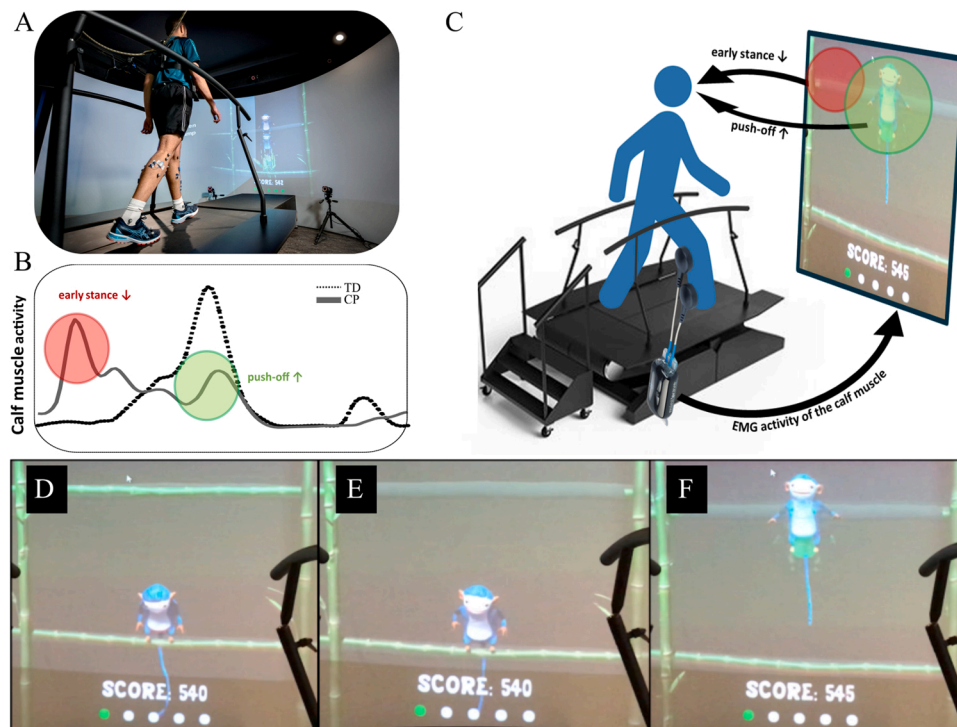 A
SCORE: 542
B
early stance ↓
TD
CP
push-off ↑
Calf muscle activity
C
early stance ↓
push-off ↑
SCORE: 545
EMG activity of the calf muscle
D
SCORE: 540
E
SCORE: 540
F
SCORE: 545